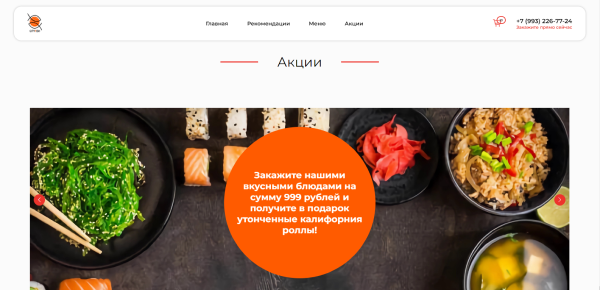 Главная Рекомендации Меню Акции
+7 (993) 226-77-24
Закажите прямо сейчас
Акции
Закажите нашими
вкусными блюдами на
сумму 999 рублей и
получите в подарок
утонченные калифорния
роллы!